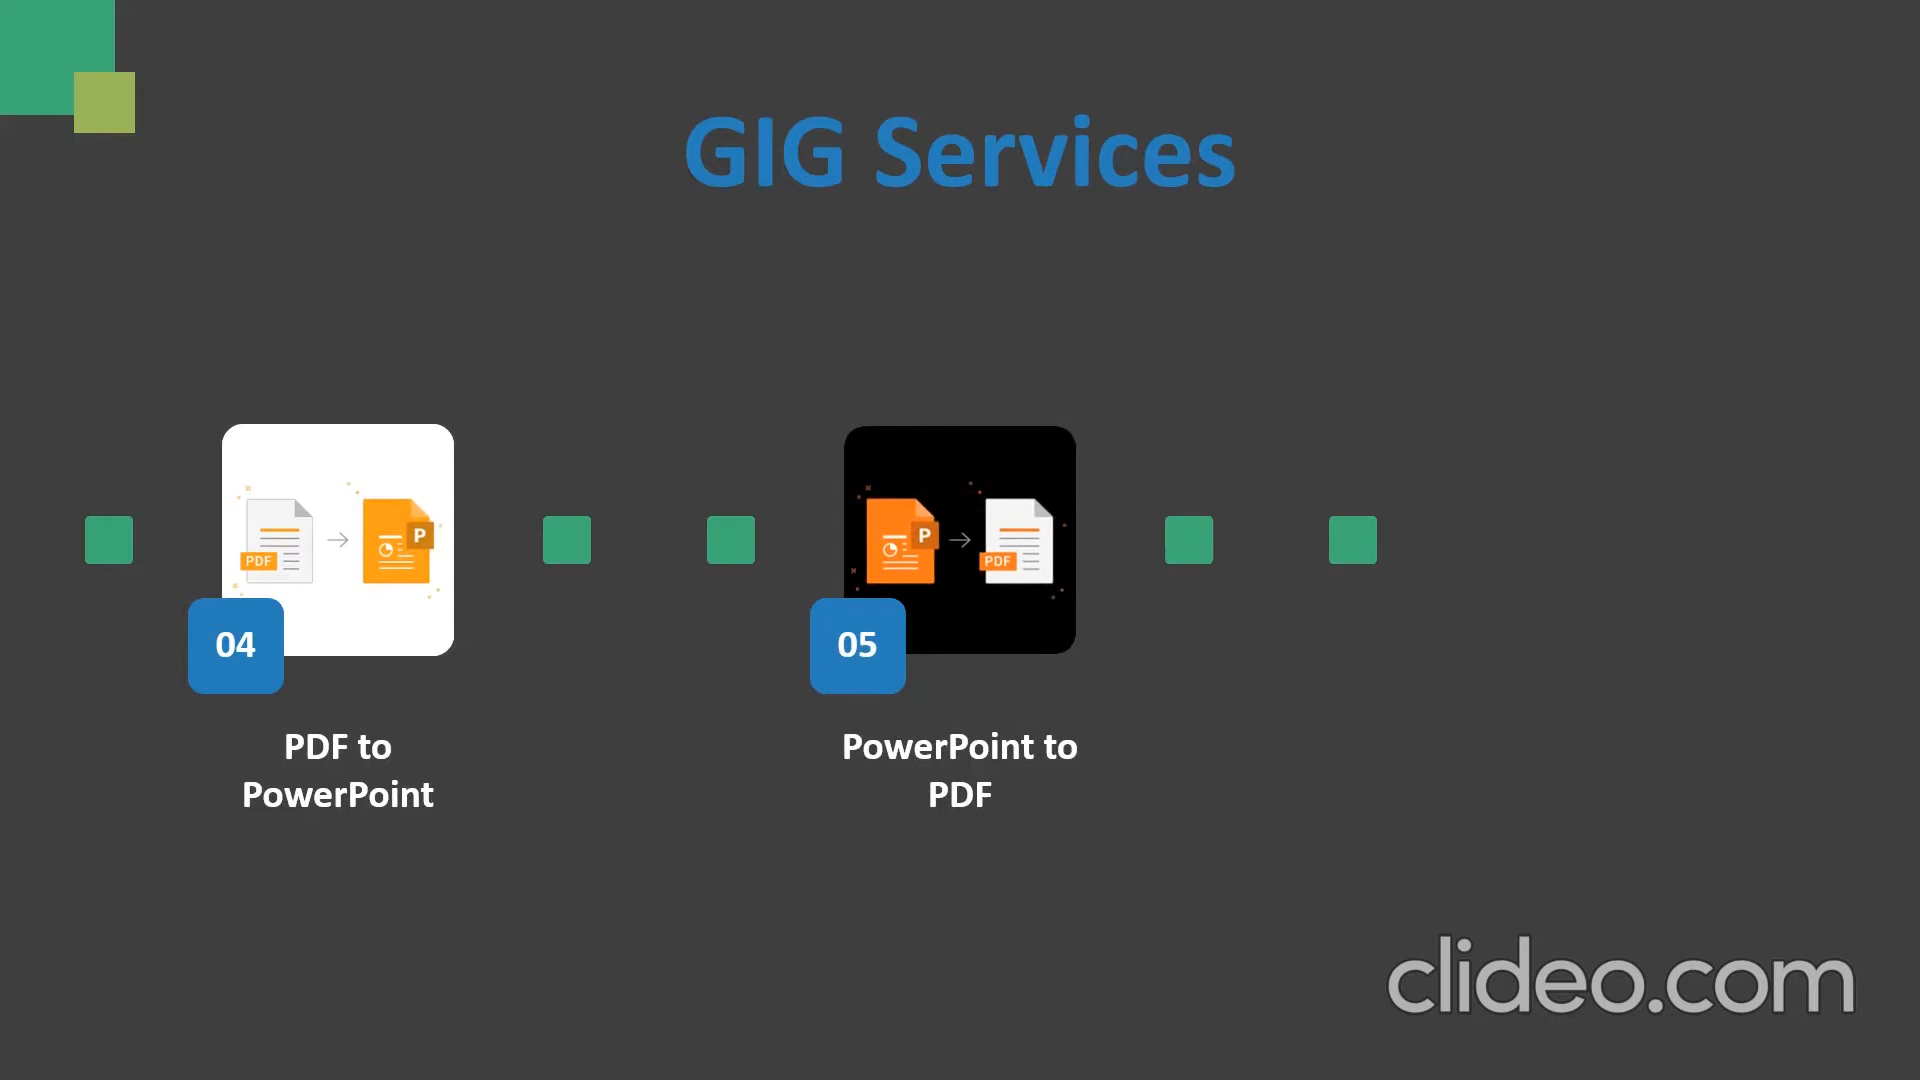 GIG Services
PDF
P
04
PDF to
PowerPoint
P
PDF
05
PowerPoint to
PDF
clideo.com